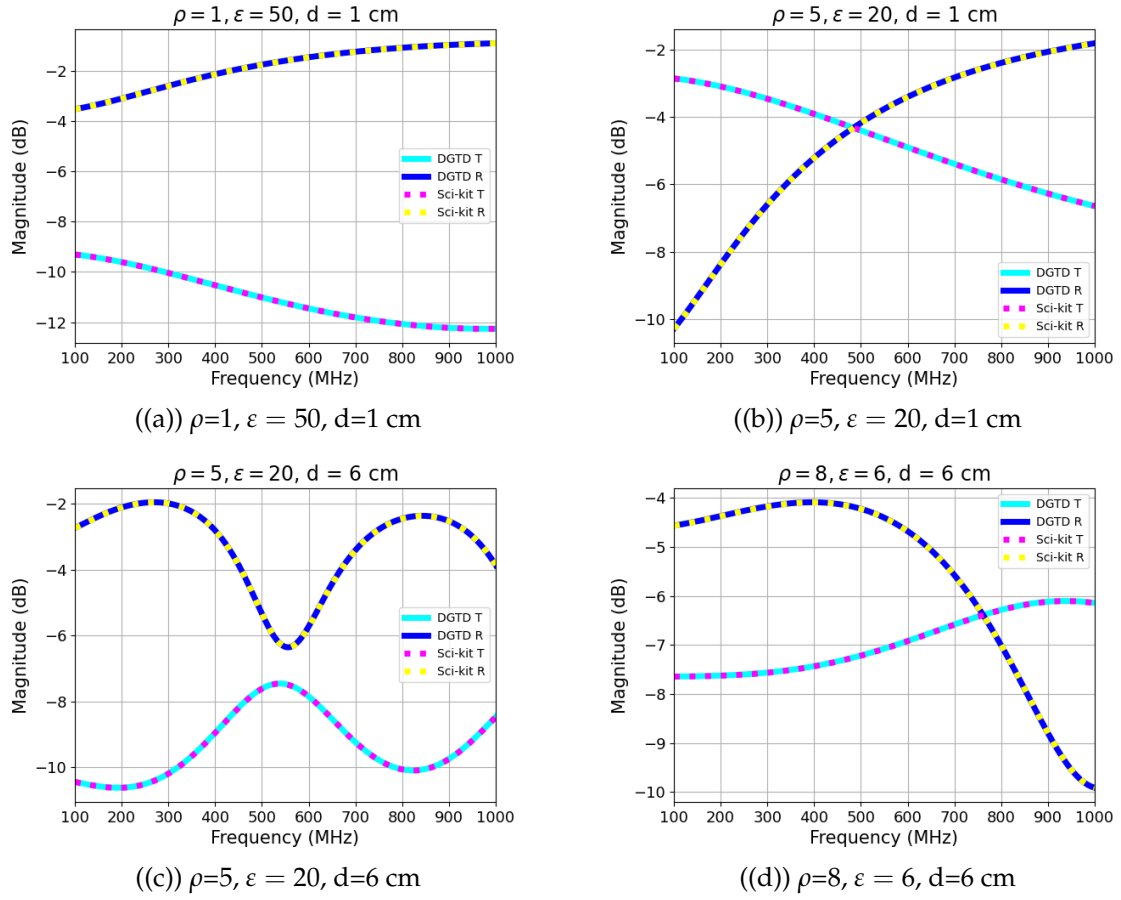 ρ = 1, ε = 50, d = 1 cm
Magnitude (dB)
−2
−4
−6
−8
−10
−12
DGTD T
DGTD R
Sci-kit T
Sci-kit R
100 200 300 400 500 600 700 800 900 1000
Frequency (MHz)
((a)) ρ=1, ε = 50, d=1 cm
ρ = 5, ε = 20, d = 1 cm
Magnitude (dB)
−2
−4
−6
−8
−10
DGTD T
DGTD R
Sci-kit T
Sci-kit R
100 200 300 400 500 600 700 800 900 1000
Frequency (MHz)
((b)) ρ=5, ε = 20, d=1 cm
ρ = 5, ε = 20, d = 6 cm
Magnitude (dB)
−2
−4
−6
−8
−10
DGTD T
DGTD R
Sci-kit T
Sci-kit R
100 200 300 400 500 600 700 800 900 1000
Frequency (MHz)
((c)) ρ=5, ε = 20, d=6 cm
ρ = 8, ε = 6, d = 6 cm
Magnitude (dB)
−4
−5
−6
−7
−8
−9
−10
DGTD T
DGTD R
Sci-kit T
Sci-kit R
100 200 300 400 500 600 700 800 900 1000
Frequency (MHz)
((d)) ρ=8, ε = 6, d=6 cm